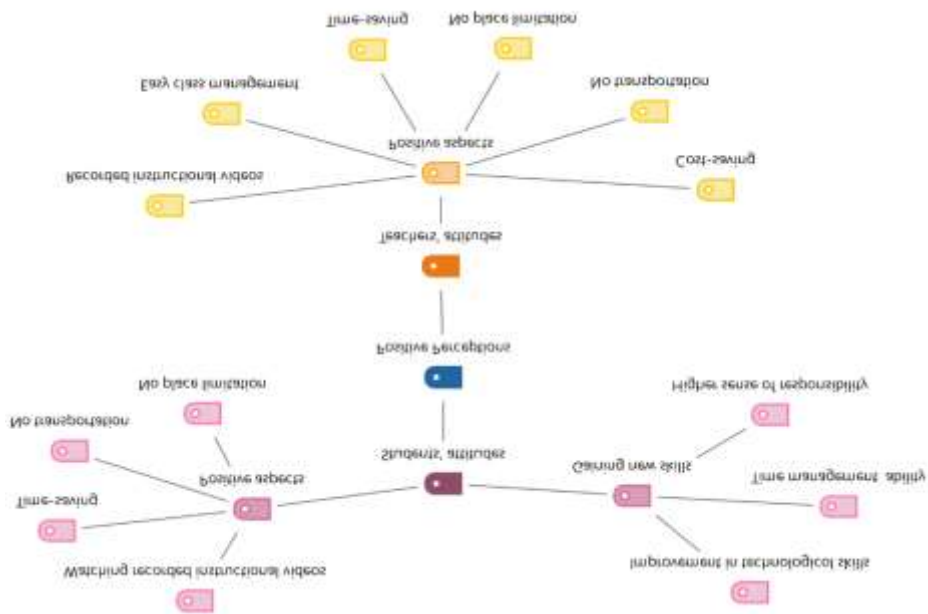 Time-saving
No place limitation
Easy class management
No transportation
Positive aspects
Cost-saving
Recorded instructional videos
Teachers' attitudes
Positive Perceptions
No place limitation
Higher sense of responsibility
No transportation
Students' attitudes
Gaining new skills
Positive aspects
Time management ability
Time-saving
Improvement in technological skills
Watching recorded instructional videos